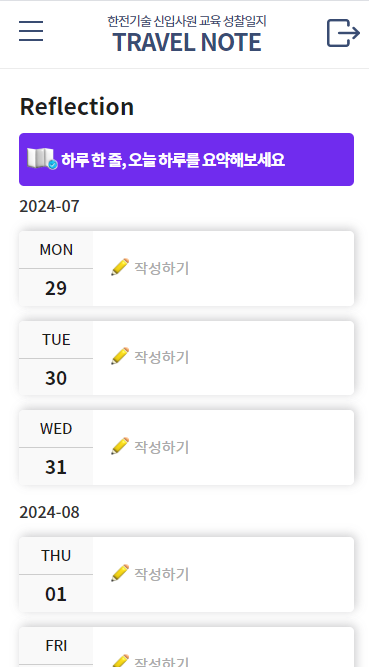 한전기술 신입사원 교육 성찰일지
TRAVEL NOTE
Reflection
하루 한 줄, 오늘 하루를 요약해보세요
2024-07
MON
29
작성하기
TUE
30
작성하기
WED
31
작성하기
2024-08
THU
01
작성하기
FRI
작성하기